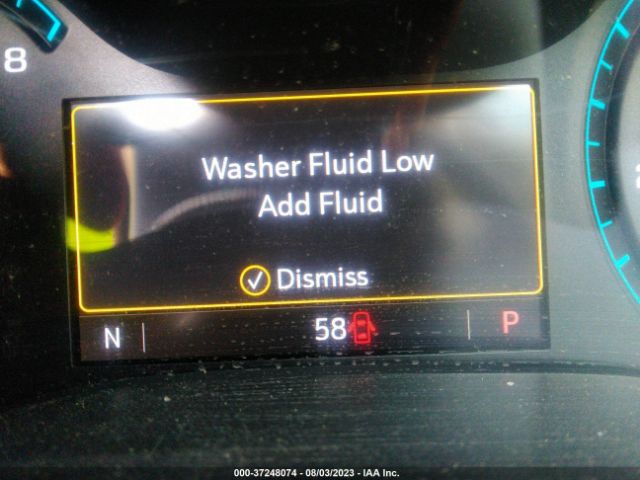 8
Washer Fluid Low
Add Fluid
Dismiss
N 58 P
000-37248074 - 08/03/2023 - IAA Inc.